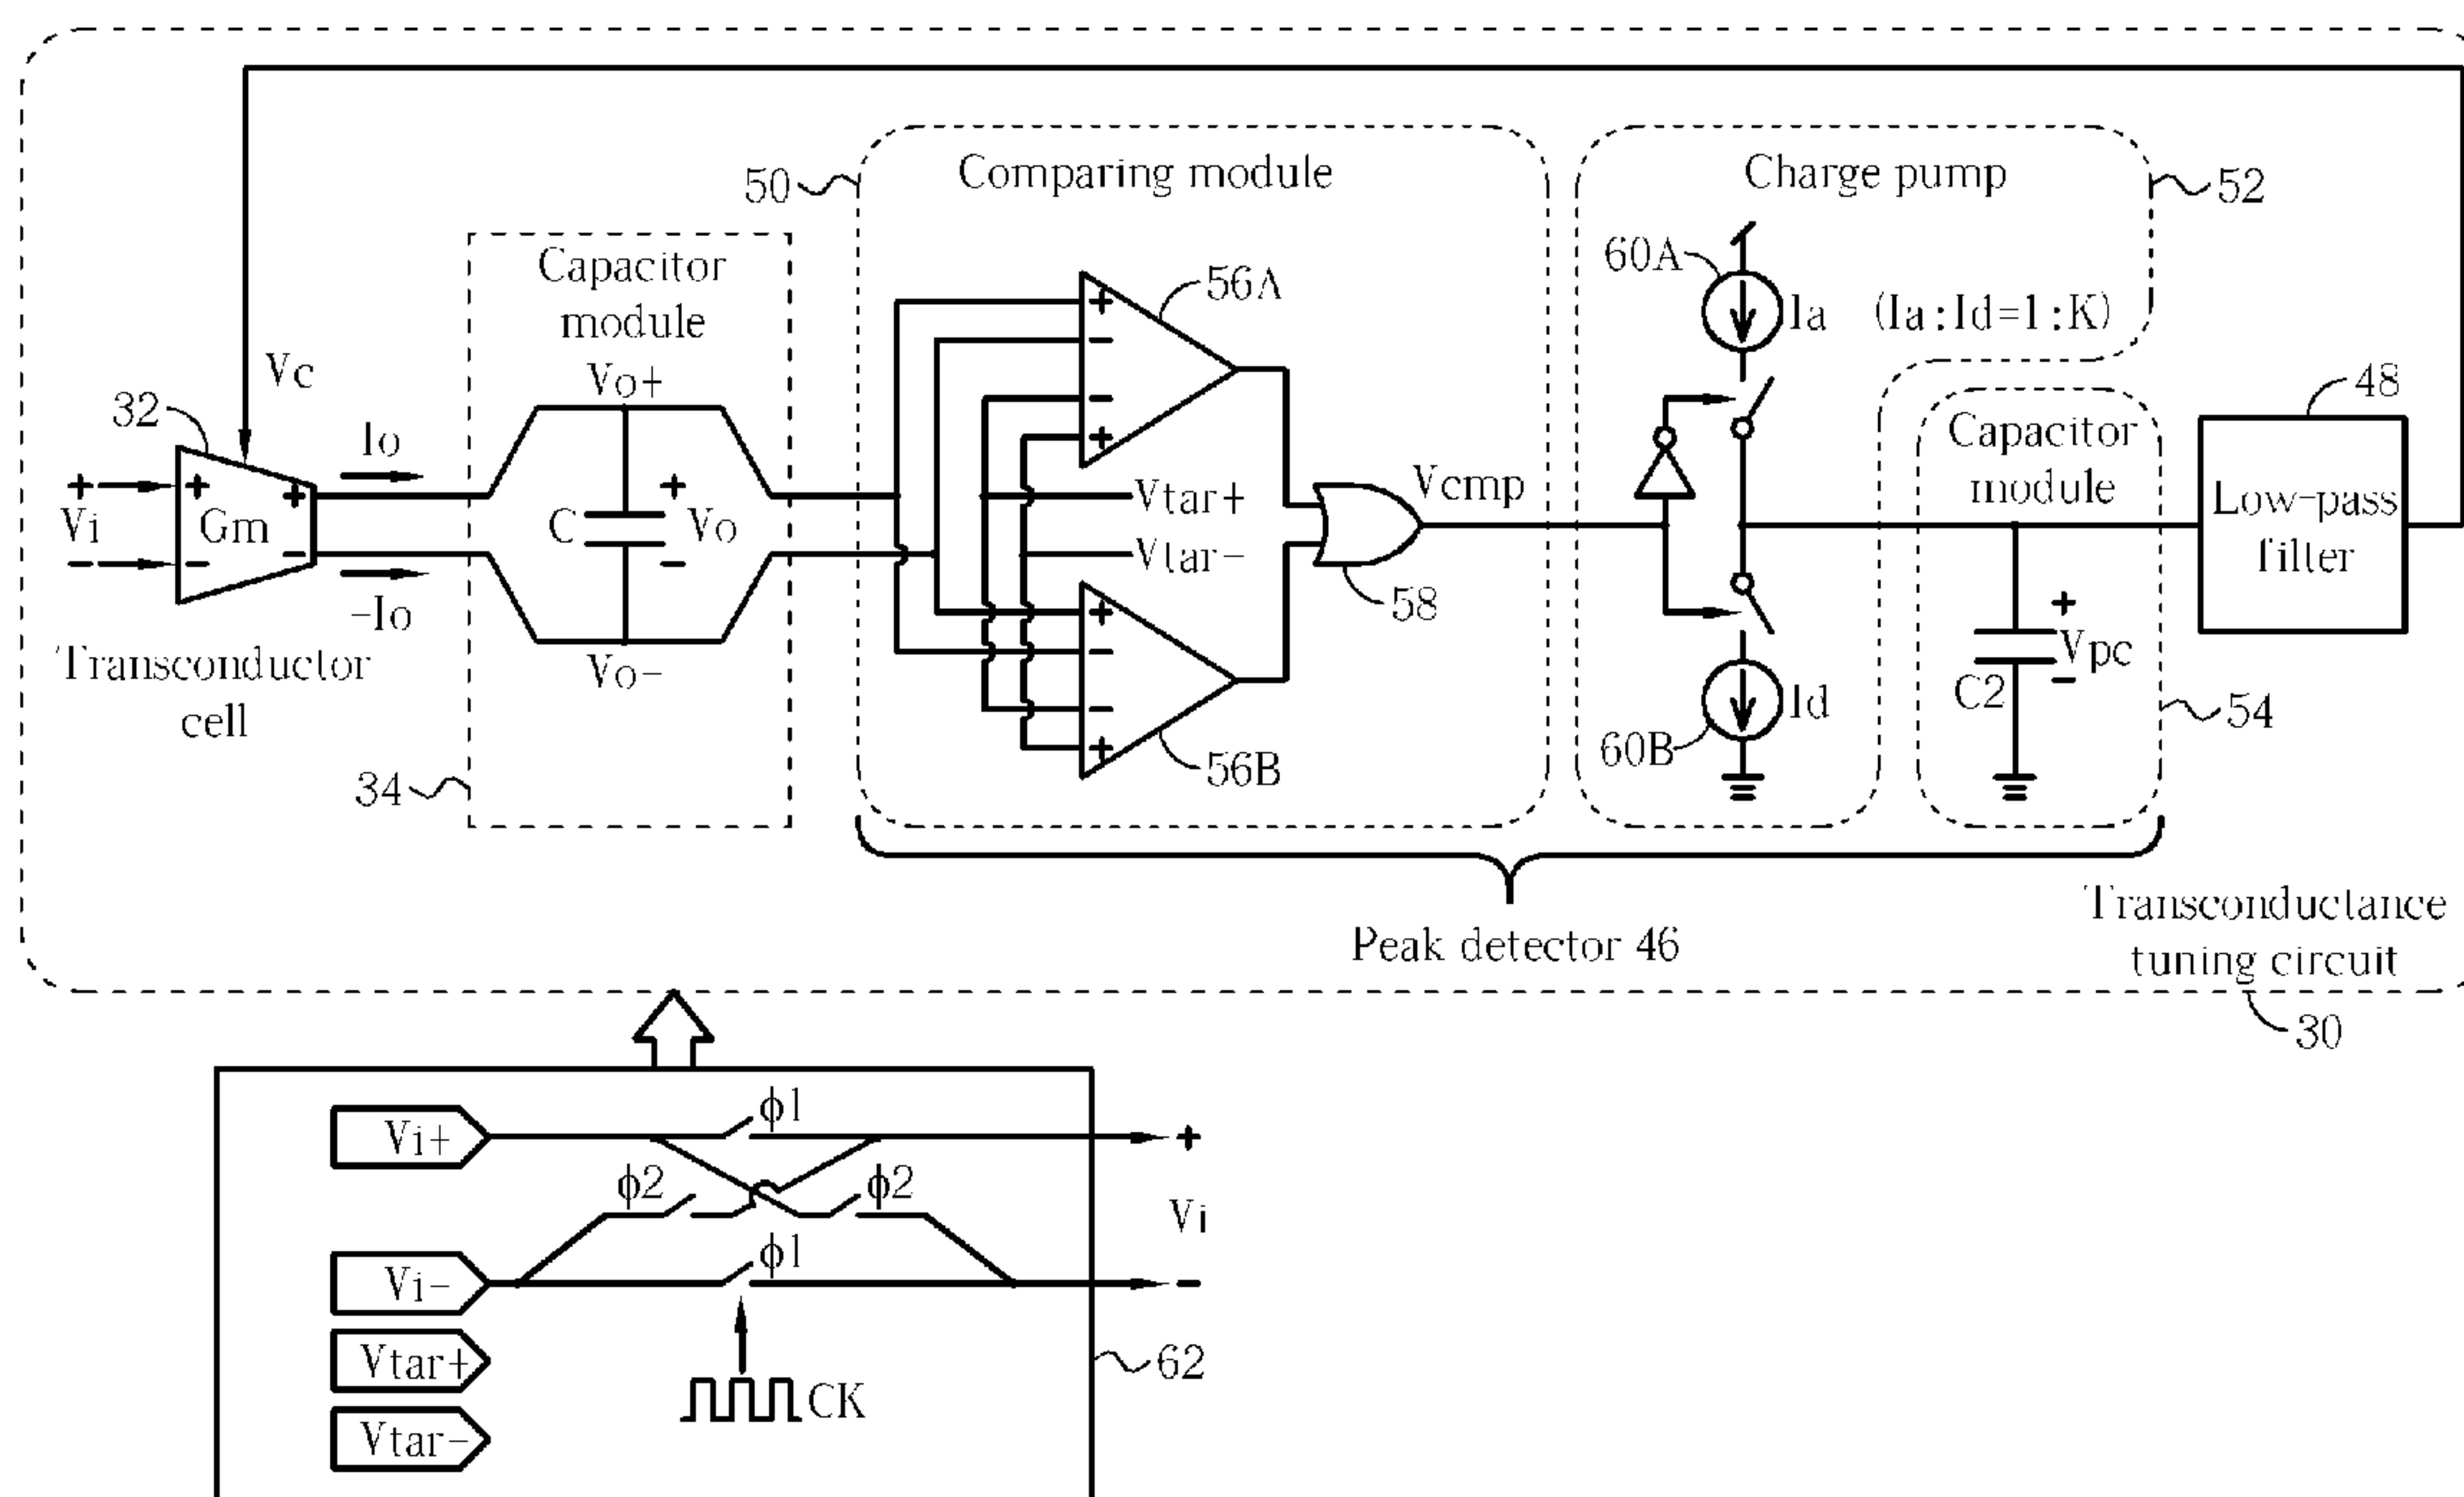 50
Comparing module
Charge pump
52
Capacitor
module
56A
60A
Ia
(Ia:Id=1:K)
Vc
Vo+
32
Io
48
Capacitor
module
+
Vi
−
+
−
Gm
+
−
C
+
Vo
−
+
−
−
+
Vtar+
Vtar-
Vcmp
Low-pass
filter
−Io
Vo-
58
+
−
−
+
+
Vpc
−
C2
Transconductor
cell
34
56B
60B
Id
54
Peak detector 46
Transconductance
tuning circuit
30
Vi+
ϕ1
+
ϕ2
ϕ2
Vi
Vi-
ϕ1
−
Vtar+
CK
62
Vtar-